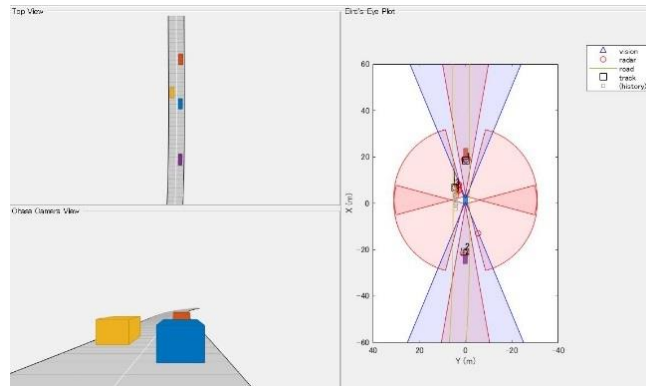 Top View
Chase Camera View
Bird's-Eye Plot
vision
radar
road
track
(history)
60
40
20
0
-20
-40
-60
X (m)
40
20
0
-20
-40
Y (m)
2